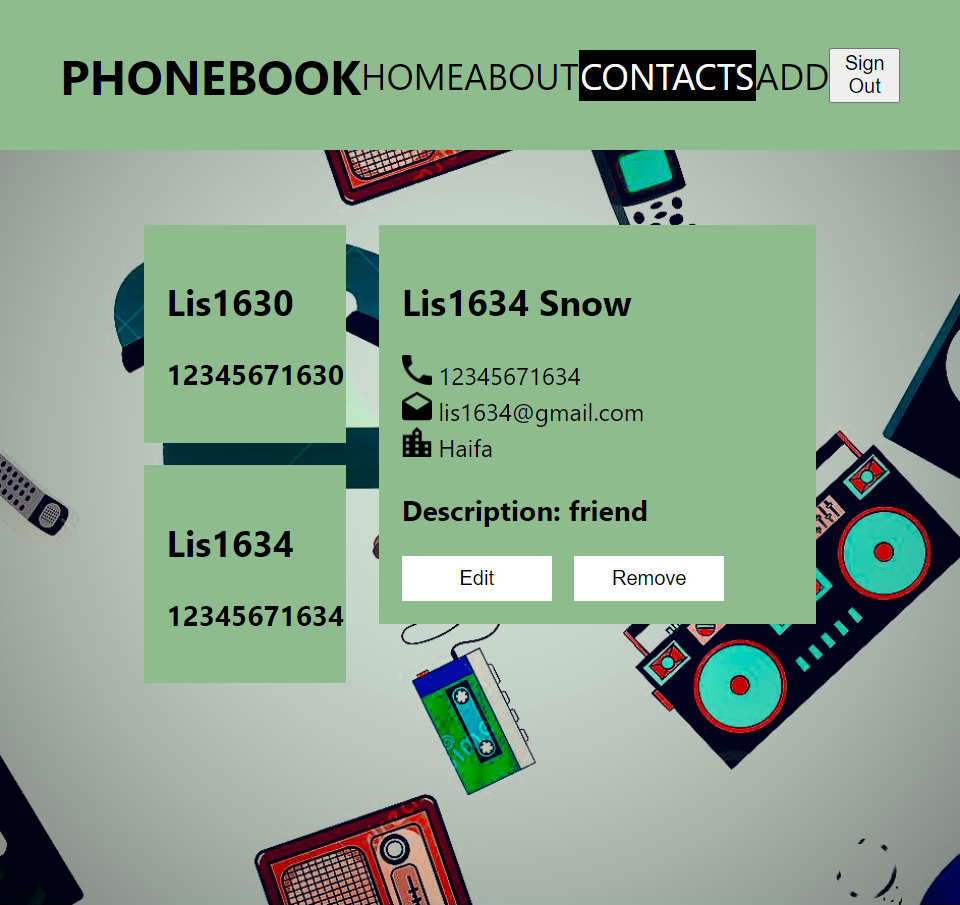 PHONEBOOK HOME ABOUT CONTACTS ADD Sign Out
Lis1630
12345671630
Lis1634
12345671634
Lis1634 Snow
12345671634
lis1634@gmail.com
Haifa
Description: friend
Edit Remove